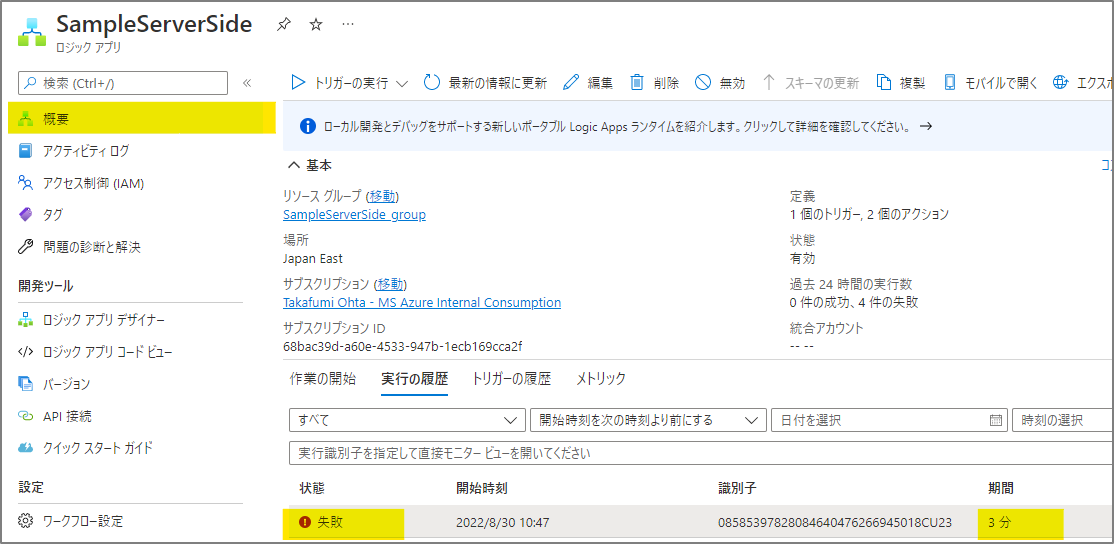 SampleServerSide
ロジック アプリ
検索 (Ctrl+/)
概要
アクティビティ ログ
アクセス制御 (IAM)
タグ
問題の診断と解決
開発ツール
ロジック アプリ デザイナー
ロジック アプリ コード ビュー
バージョン
API 接続
クイック スタート ガイド
設定
ワークフロー設定
トリガーの実行 最新の情報に更新 編集 削除 無効 スキーマの更新 複製 モバイルで開く エクスポ
ローカル開発とデバッグをサポートする新しいポータブル Logic Apps ランタイムを紹介します。クリックして詳細を確認してください。 →
基本
リソース グループ (移動)
SampleServerSide_group
場所
Japan East
サブスクリプション (移動)
Takafumi Ohta - MS Azure Internal Consumption
サブスクリプション ID
68bac39d-a60e-4533-947b-1ecb169cca2f
定義
1 個のトリガー, 2 個のアクション
状態
有効
過去 24 時間の実行数
0 件の成功、4 件の失敗
統合アカウント
-- --
作業の開始 実行の履歴 トリガーの履歴 メトリック
すべて 開始時刻を次の時刻より前にする 日付を選択 時刻の選択
実行識別子を指定して直接モニター ビューを開いてください
状態 開始時刻 識別子 期間
失敗 2022/8/30 10:47 08585397828084640476266945018CU23 3 分